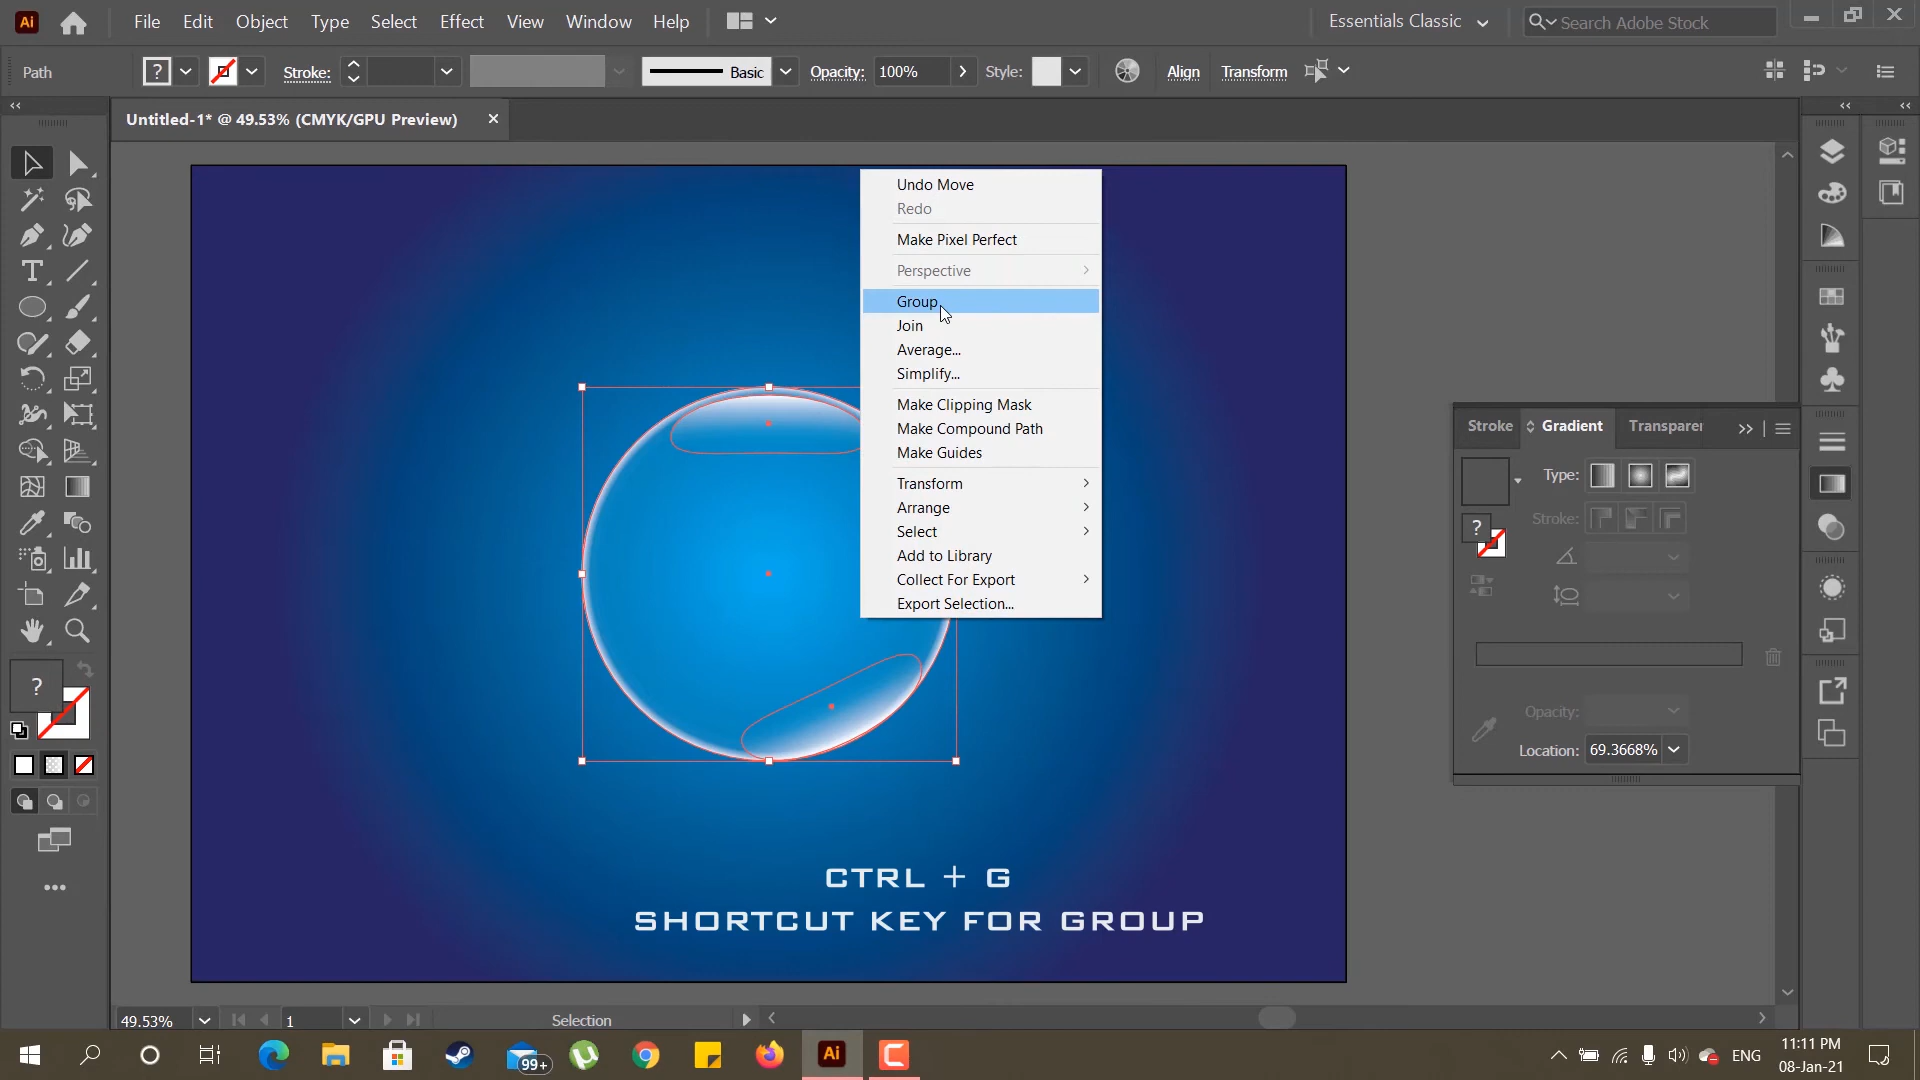 Ai File Edit Object Type Select Effect View Window Help Essentials Classic Search Adobe Stock
Path ? Stroke: Basic Opacity: 100% Style: Align Transform
Untitled-1* @ 49.53% (CMYK/GPU Preview)
Undo Move
Redo
Make Pixel Perfect
Perspective
Group
Join
Average...
Simplify...
Make Clipping Mask
Make Compound Path
Make Guides
Transform
Arrange
Select
Add to Library
Collect For Export
Export Selection...
Stroke Gradient Transparen
Type:
? Stroke:
Opacity:
Location: 69.3668%
?
CTRL + G
SHORTCUT KEY FOR GROUP
49.53% 1 Selection
99+ Ai ENG 11:11 PM
08-Jan-21